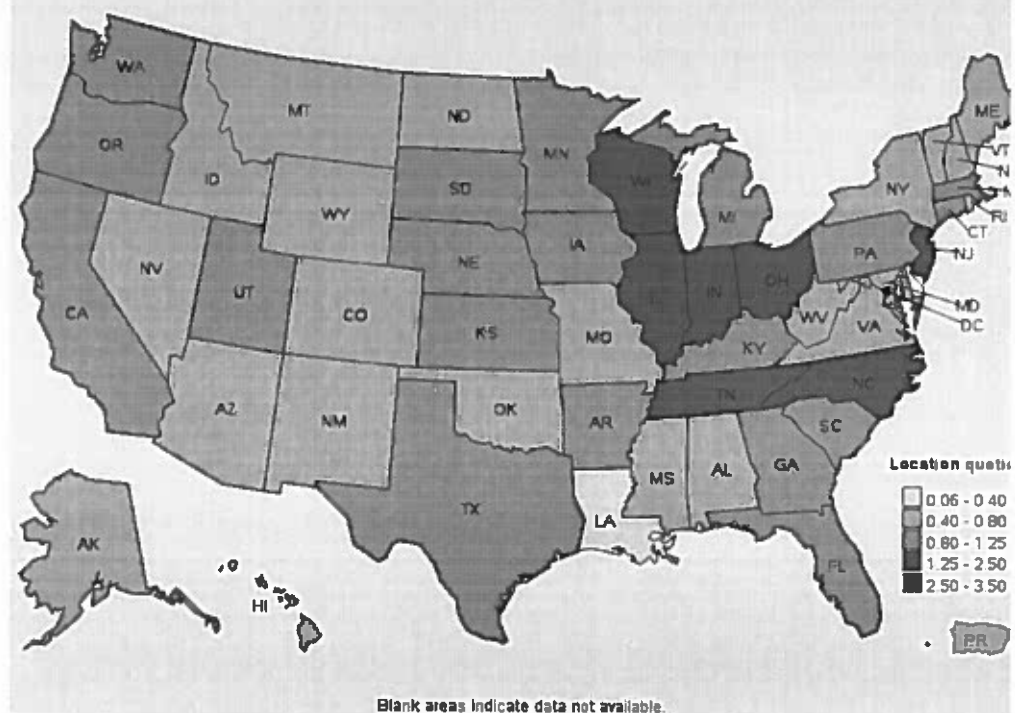 WA
MT
ND
MN
ME
VT
OR
ID
SD
WI
MI
NY
N
M
RI
WY
IA
PA
CT
NJ
NV
NE
IN
OH
UT
CO
MD
CA
KS
MO
WV
VA
DC
KY
AZ
NM
OK
AR
TN
NC
SC
MS
AL
GA
TX
LA
FL
AK
HI
PR
Location quoti
0.06 - 0.40
0.40 - 0.80
0.80 - 1.25
1.25 - 2.50
2.50 - 3.50
Blank areas indicate data not available.